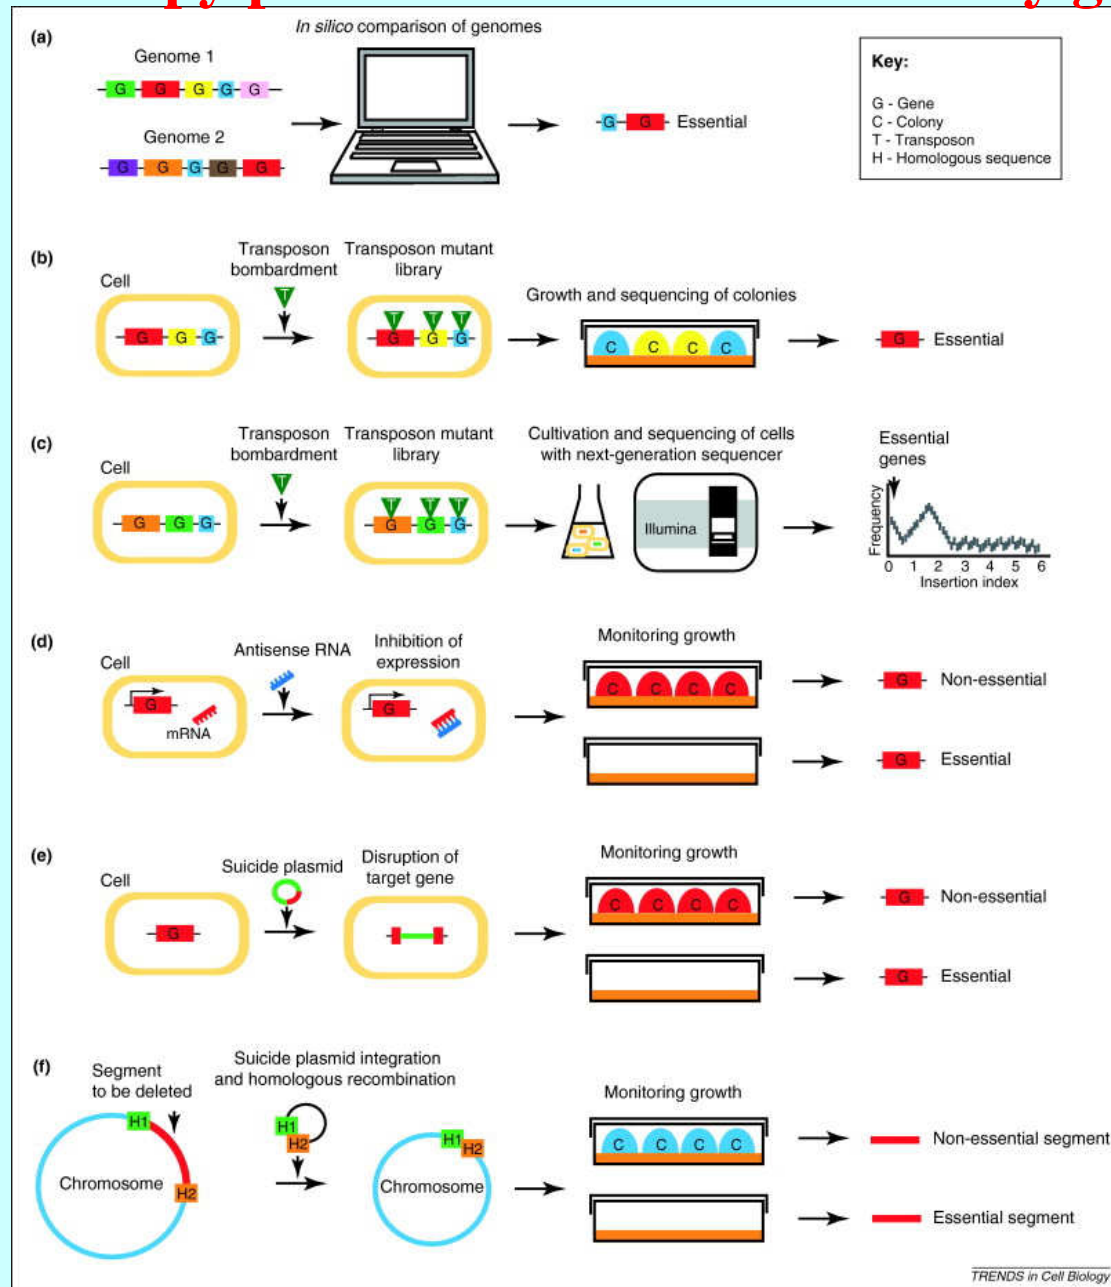 (a)
In silico comparison of genomes
Genome 1
G G G G G
Genome 2
G G G G G
G G Essential
Key:
G - Gene
C - Colony
T - Transposon
H - Homologous sequence
(b)
Cell
Transposon
bombardment
T
Transposon mutant
library
G G G
T T T
G G G
Growth and sequencing of colonies
C C C C
G Essential
(c)
Cell
Transposon
bombardment
T
Transposon mutant
library
G G G
T T T
G G G
Cultivation and sequencing of cells
with next-generation sequencer
Illumina
Essential
genes
Frequency
0 1 2 3 4 5 6
Insertion index
(d)
Cell
G
mRNA
Antisense RNA
Inhibition of
expression
G
Monitoring growth
C C C C
G Non-essential
G Essential
(e)
Cell
G
Suicide plasmid
Disruption of
target gene
Monitoring growth
C C C C
G Non-essential
G Essential
(f)
Segment
to be deleted
H1
H2
Chromosome
Suicide plasmid integration
and homologous recombination
H1
H2
H1
H2
Chromosome
Monitoring growth
C C C C
Non-essential segment
Essential segment
TRENDS in Cell Biology